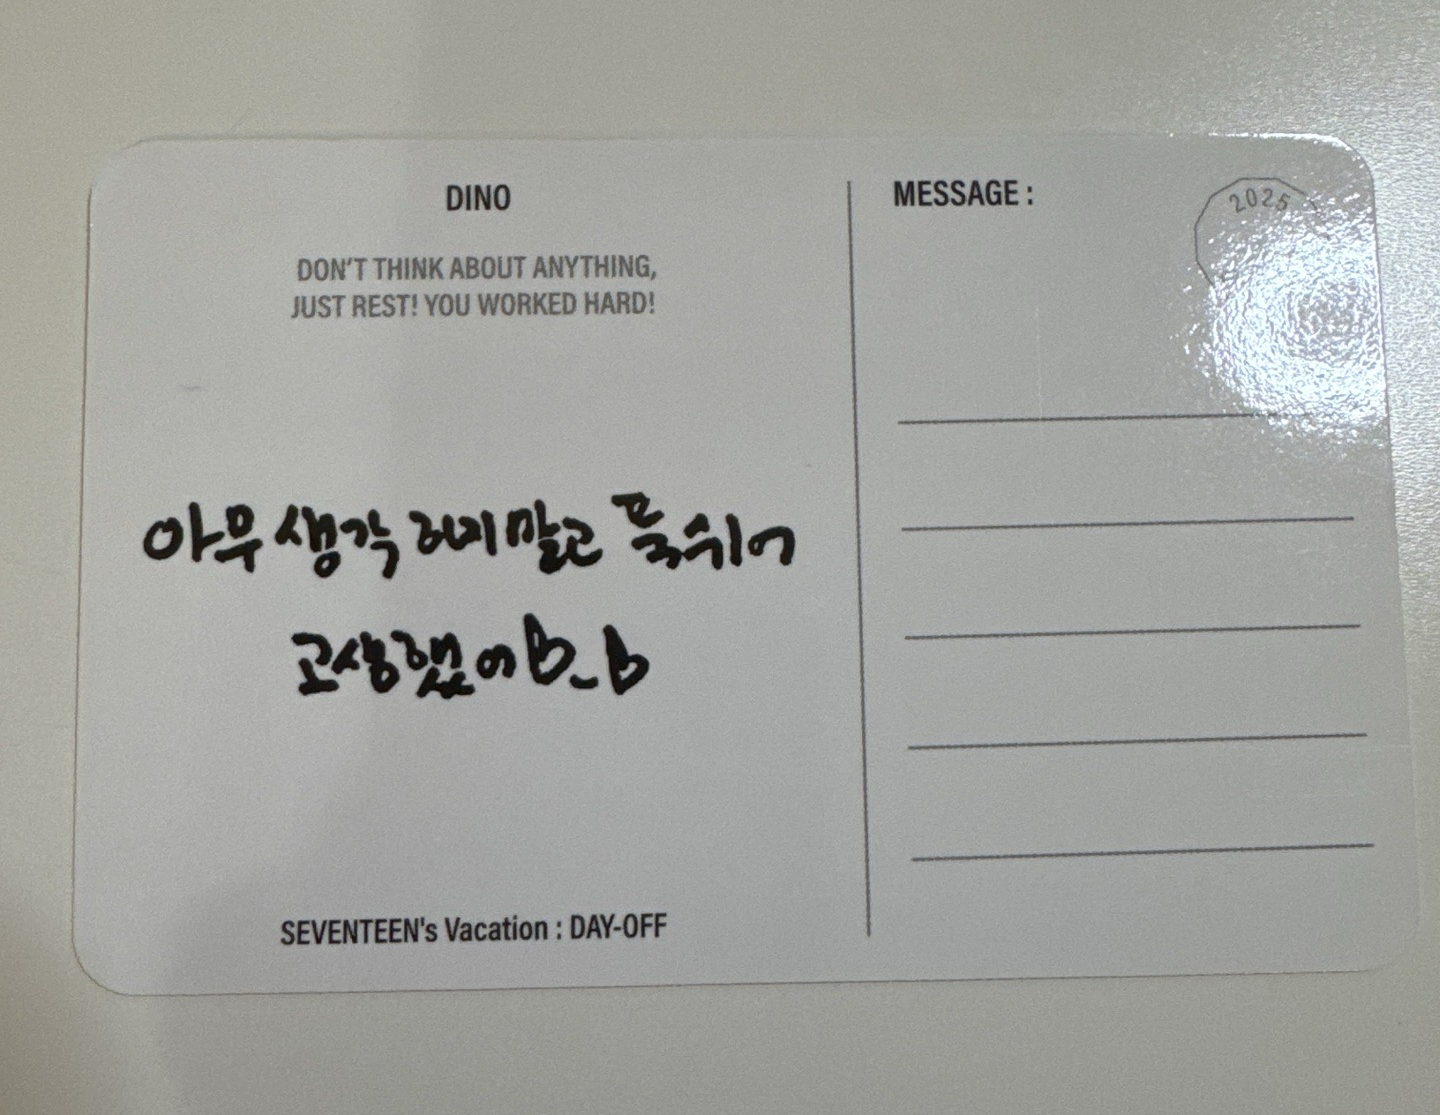 DINO
DON'T THINK ABOUT ANYTHING,
JUST REST! YOU WORKED HARD!
아무 생각 하지 말고 푹 쉬어
고생했어 B_B
SEVENTEEN's Vacation : DAY-OFF
MESSAGE :
2025